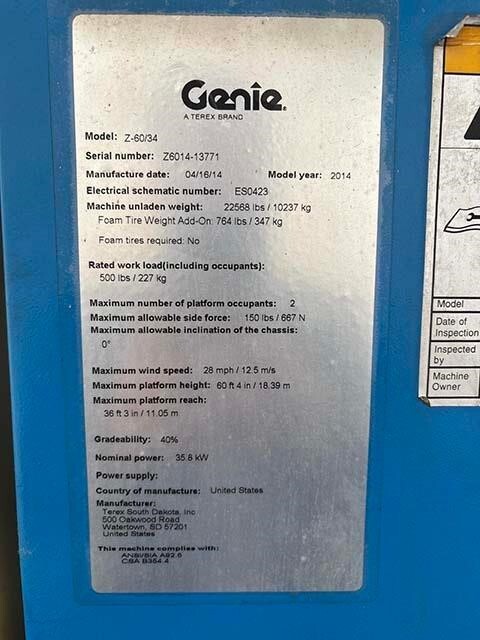 Genie.
A TEREX BRAND
Model: Z-60/34
Serial number: Z6014-13771
Manufacture date: 04/16/14 Model year: 2014
Electrical schematic number: ES0423
Machine unladen weight: 22568 lbs / 10237 kg
Foam Tire Weight Add-On: 764 lbs / 347 kg
Foam tires required: No
Rated work load(including occupants):
500 lbs / 227 kg
Maximum number of platform occupants: 2
Maximum allowable side force: 150 lbs / 667 N
Maximum allowable inclination of the chassis:
0°
Maximum wind speed: 28 mph / 12.5 m/s
Maximum platform height: 60 ft 4 in / 18.39 m
Maximum platform reach:
36 ft 3 in / 11.05 m
Gradeability: 40%
Nominal power: 35.8 kW
Power supply:
Country of manufacture: United States
Manufacturer:
Terex South Dakota, Inc
500 Oakwood Road
Watertown, SD 57201
United States
This machine complies with:
ANSI/SIA A92.5
CSA B354.4
Model
Date of
Inspection
Inspected
by
Machine
Owner